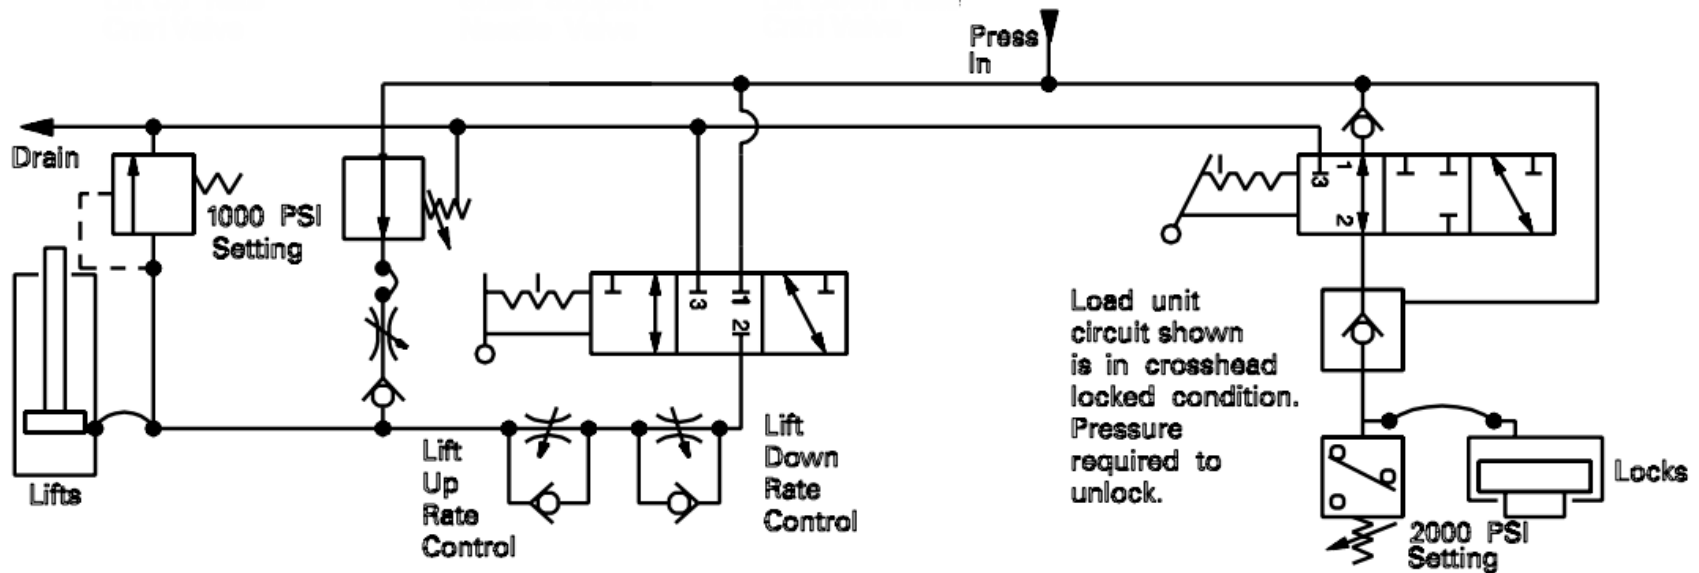 Press
In
Drain
1000 PSI
Setting
3
1
2
3
1
2
Load unit
circuit shown
is in crosshead
locked condition.
Pressure
required to
unlock.
Lift
Up
Rate
Control
Lift
Down
Rate
Control
Lifts
Locks
2000 PSI
Setting